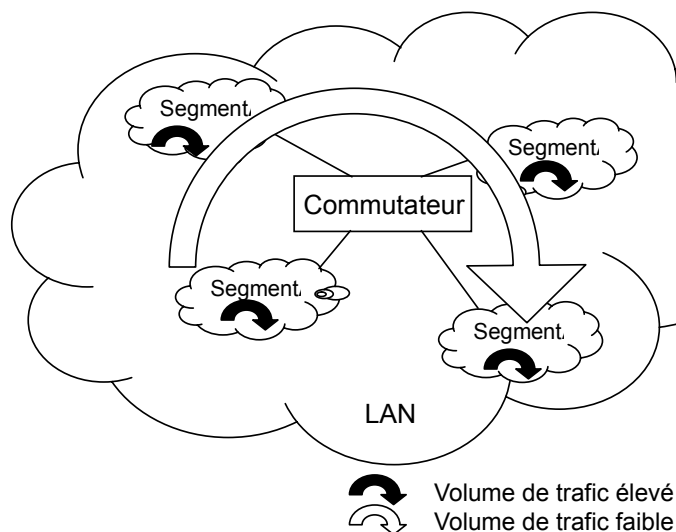 Segment
Segment
Commutateur
Segment
Segment
LAN
Volume de trafic élevé
Volume de trafic faible